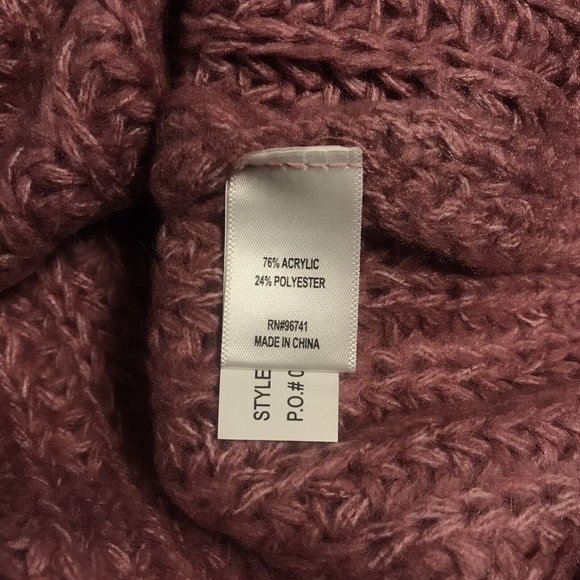 76% ACRYLIC
24% POLYESTER
RN#96741
MADE IN CHINA
STYLE
P.O.#